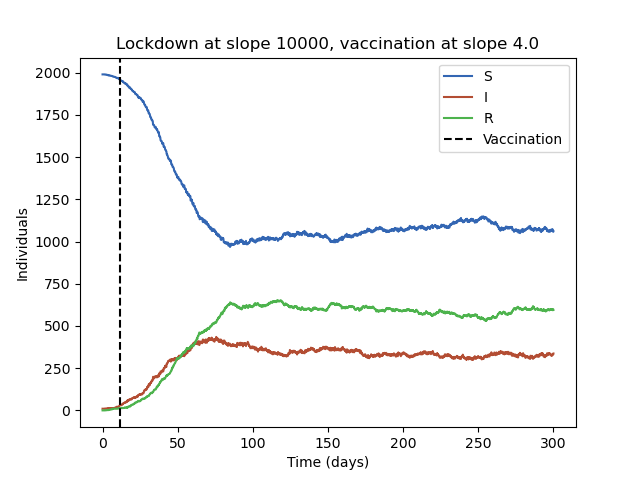 Lockdown at slope 10000, vaccination at slope 4.0
2000
1750
1500
1250
1000
750
500
250
0
Individuals
S
I
R
Vaccination
0 50 100 150 200 250 300
Time (days)